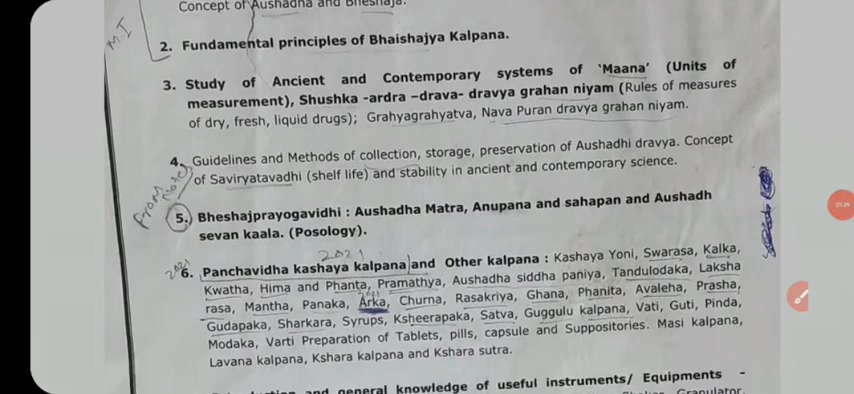 Concept of Aushadha and Bheshaja.
M.I
2. Fundamental principles of Bhaishajya Kalpana.
3. Study of Ancient and Contemporary systems of 'Maana' (Units of
measurement), Shushka -ardra –drava- dravya grahan niyam (Rules of measures
of dry, fresh, liquid drugs); Grahyagrahyatva, Nava Puran dravya grahan niyam.
4. Guidelines and Methods of collection, storage, preservation of Aushadhi dravya. Concept
of Saviryatavadhi (shelf life) and stability in ancient and contemporary science.
From
Notes
5. Bheshajprayogavidhi : Aushadha Matra, Anupana and sahapan and Aushadh
sevan kaala. (Posology).
2021
2021
6. Panchavidha kashaya kalpana and Other kalpana : Kashaya Yoni, Swarasa, Kalka,
Kwatha, Hima and Phanta, Pramathya, Aushadha siddha paniya, Tandulodaka, Laksha
rasa, Mantha, Panaka, Arka, Churna, Rasakriya, Ghana, Phanita, Avaleha, Prasha,
Gudapaka, Sharkara, Syrups, Ksheerapaka, Satva, Guggulu kalpana, Vati, Guti, Pinda,
Modaka, Varti Preparation of Tablets, pills, capsule and Suppositories. Masi kalpana,
Lavana kalpana, Kshara kalpana and Kshara sutra.
and general knowledge of useful instruments/ Equipments -
Granulator,